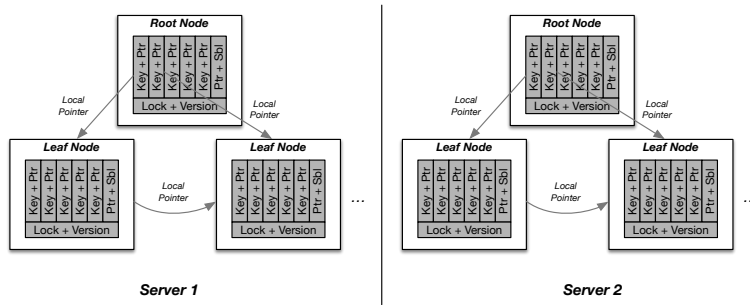 Root Node
Key + Ptr
Key + Ptr
Key + Ptr
Key + Ptr
Key + Ptr
Ptr + Sbl
Lock + Version
Local
Pointer
Local
Pointer
Leaf Node
Key + Ptr
Key + Ptr
Key + Ptr
Key + Ptr
Key + Ptr
Ptr + Sbl
Lock + Version
Local
Pointer
Leaf Node
Key + Ptr
Key + Ptr
Key + Ptr
Key + Ptr
Key + Ptr
Ptr + Sbl
Lock + Version
...
Server 1
Root Node
Key + Ptr
Key + Ptr
Key + Ptr
Key + Ptr
Key + Ptr
Ptr + Sbl
Lock + Version
Local
Pointer
Local
Pointer
Leaf Node
Key + Ptr
Key + Ptr
Key + Ptr
Key + Ptr
Key + Ptr
Ptr + Sbl
Lock + Version
Local
Pointer
Leaf Node
Key + Ptr
Key + Ptr
Key + Ptr
Key + Ptr
Key + Ptr
Ptr + Sbl
Lock + Version
...
Server 2